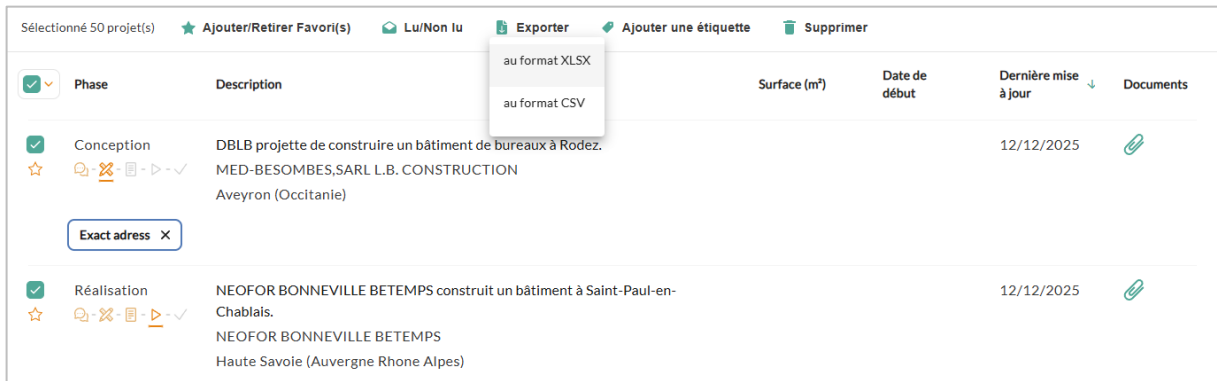 Sélectionné 50 projet(s) Ajouter/Retirer Favori(s) Lu/Non lu Exporter Ajouter une étiquette Supprimer
au format XLSX
au format CSV
Phase Description Surface (m²) Date de début Dernière mise à jour Documents
Conception DBLB projette de construire un bâtiment de bureaux à Rodez. 12/12/2025
MED-BESOMBES,SARL L.B. CONSTRUCTION
Aveyron (Occitanie)
Exact adress X
Réalisation NEOFOR BONNEVILLE BETEMPS construit un bâtiment à Saint-Paul-en- 12/12/2025
Chablais.
NEOFOR BONNEVILLE BETEMPS
Haute Savoie (Auvergne Rhone Alpes)